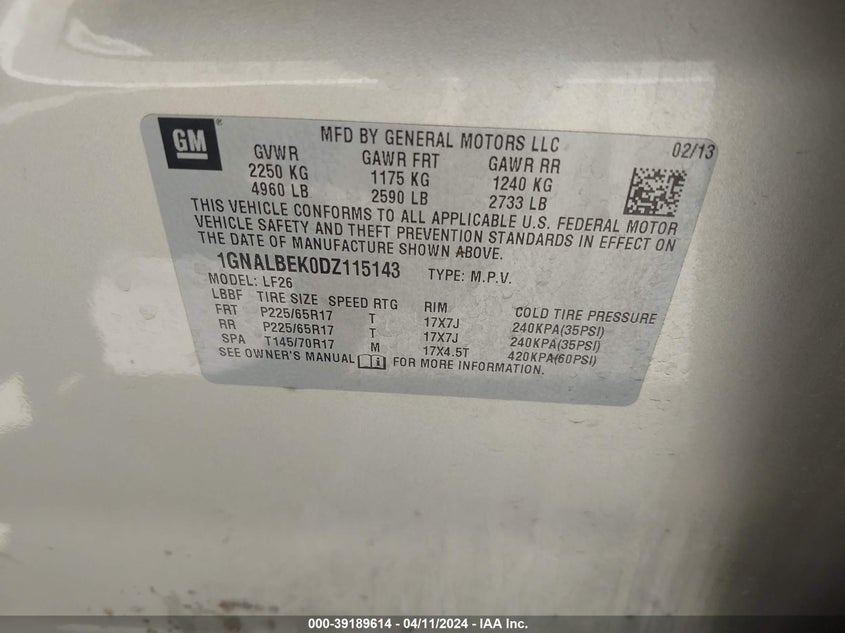 GM®
MFD BY GENERAL MOTORS LLC 02/13
GVWR GAWR FRT GAWR RR
2250 KG 1175 KG 1240 KG
4960 LB 2590 LB 2733 LB
THIS VEHICLE CONFORMS TO ALL APPLICABLE U.S. FEDERAL MOTOR
VEHICLE SAFETY AND THEFT PREVENTION STANDARDS IN EFFECT ON
THE DATE OF MANUFACTURE SHOWN ABOVE.
1GNALBEK0DZ115143 TYPE: M.P.V.
MODEL: LF26
LBBF TIRE SIZE SPEED RTG RIM COLD TIRE PRESSURE
FRT P225/65R17 T 17X7J 240KPA(35PSI)
RR P225/65R17 T 17X7J 240KPA(35PSI)
SPA T145/70R17 M 17X4.5T 420KPA(60PSI)
SEE OWNER'S MANUAL FOR MORE INFORMATION.
000-39189614 - 04/11/2024 - IAA Inc.